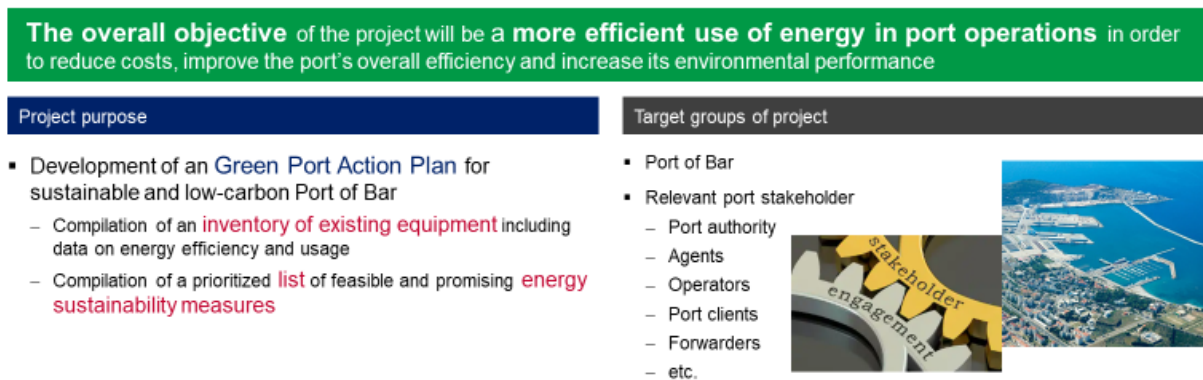 The overall objective of the project will be a more efficient use of energy in port operations in order
to reduce costs, improve the port's overall efficiency and increase its environmental performance
Project purpose
▪ Development of an Green Port Action Plan for
sustainable and low-carbon Port of Bar
– Compilation of an inventory of existing equipment including
data on energy efficiency and usage
– Compilation of a prioritized list of feasible and promising energy
sustainability measures
Target groups of project
▪ Port of Bar
▪ Relevant port stakeholder
– Port authority
– Agents
– Operators
– Port clients
– Forwarders
– etc.
stakeholder
engagement